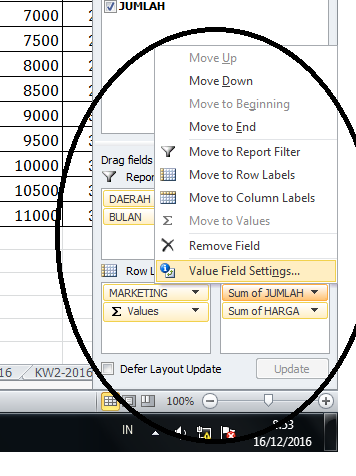 7000 2
JUMLAH
7500 2
8000 2
8500 2
9000 3
9500 3
10000 3
10500 3
11000 3
Move Up
Move Down
Move to Beginning
Move to End
Move to Report Filter
Move to Row Labels
Move to Column Labels
Σ Move to Values
Remove Field
Value Field Settings...
Drag fields
Repor
DAERAH
BULAN
Row L
MARKETING
Σ Values
Sum of JUMLAH
Sum of HARGA
Defer Layout Update
Update
16 KW2-2016
100%
IN
16/12/2016